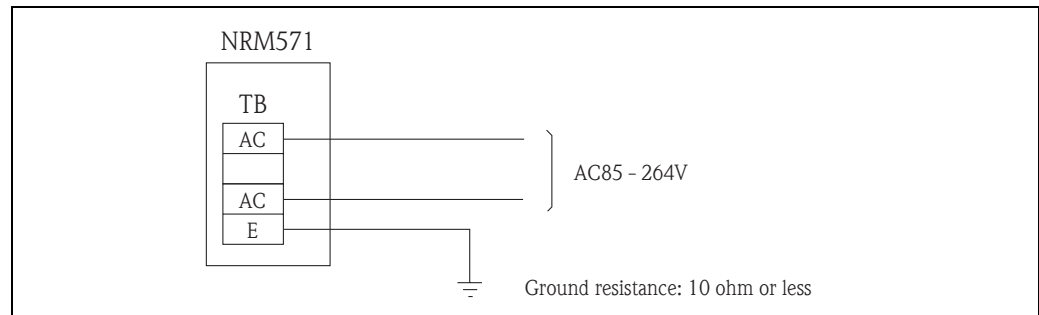 NRM571
TB
AC
AC85 - 264V
AC
E
Ground resistance: 10 ohm or less